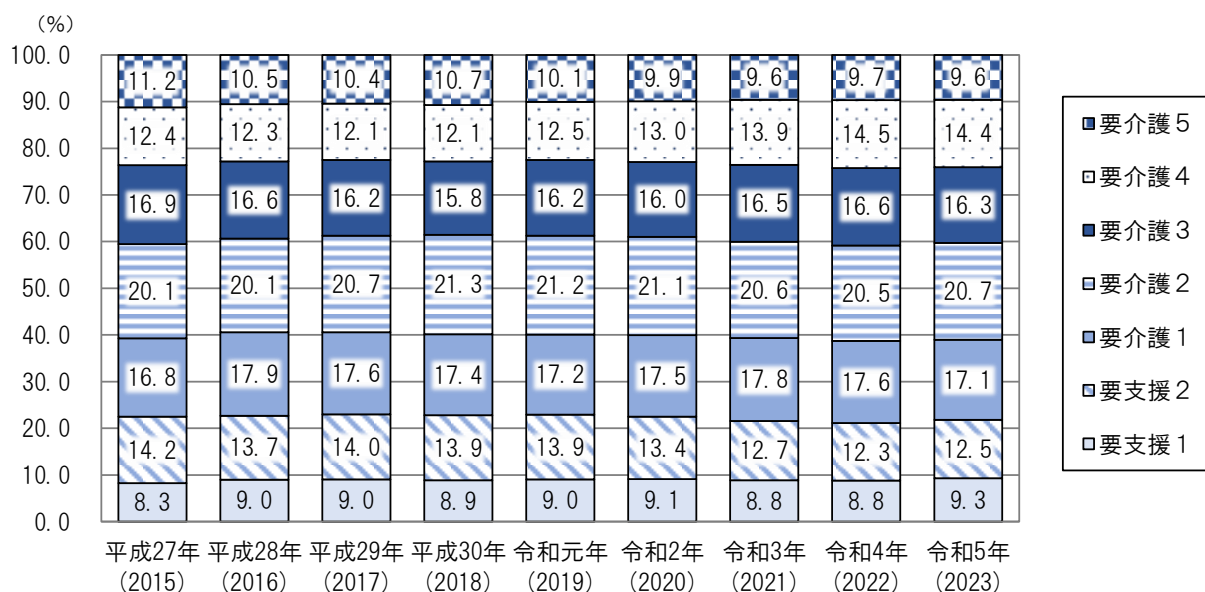 (%)
100.0
90.0
80.0
70.0
60.0
50.0
40.0
30.0
20.0
10.0
0.0
11.2 10.5 10.4 10.7 10.1 9.9 9.6 9.7 9.6
12.4 12.3 12.1 12.1 12.5 13.0 13.9 14.5 14.4
16.9 16.6 16.2 15.8 16.2 16.0 16.5 16.6 16.3
20.1 20.1 20.7 21.3 21.2 21.1 20.6 20.5 20.7
16.8 17.9 17.6 17.4 17.2 17.5 17.8 17.6 17.1
14.2 13.7 14.0 13.9 13.9 13.4 12.7 12.3 12.5
8.3 9.0 9.0 8.9 9.0 9.1 8.8 8.8 9.3
平成27年 平成28年 平成29年 平成30年 令和元年 令和2年 令和3年 令和4年 令和5年
(2015) (2016) (2017) (2018) (2019) (2020) (2021) (2022) (2023)
要介護5
要介護4
要介護3
要介護2
要介護1
要支援2
要支援1